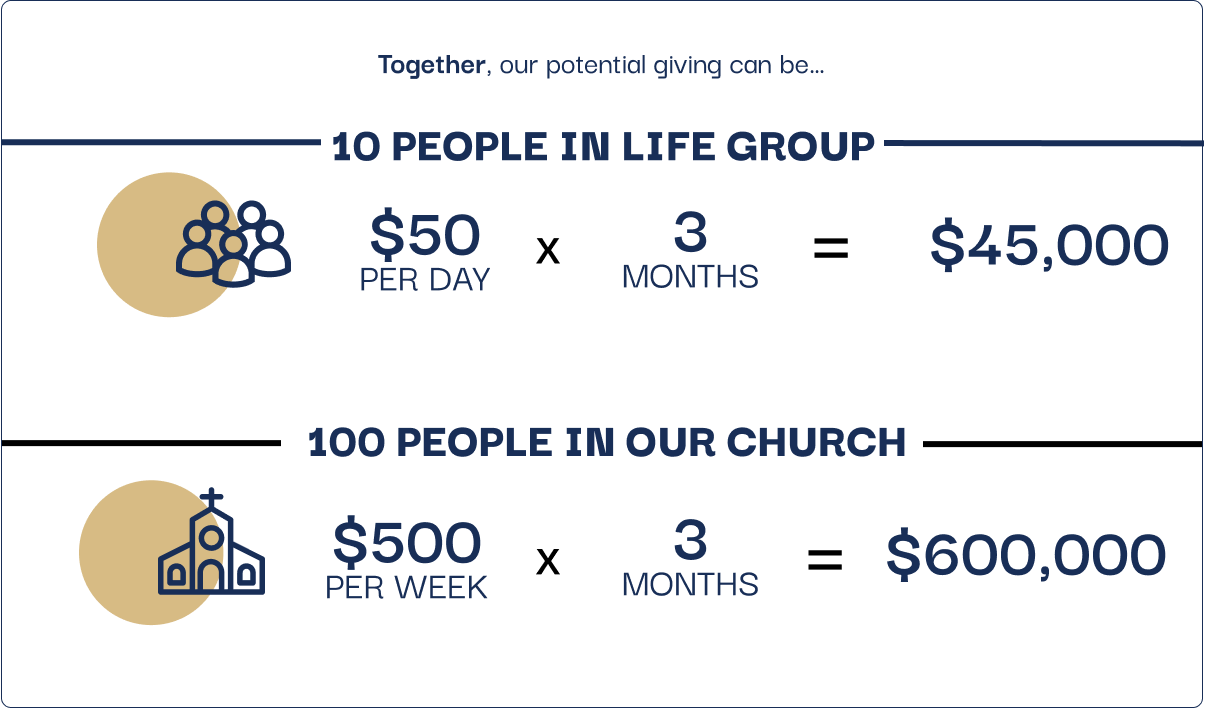 Together, our potential giving can be...
10 PEOPLE IN LIFE GROUP
$50 x 3 = $45,000
PER DAY MONTHS
100 PEOPLE IN OUR CHURCH
$500 x 3 = $600,000
PER WEEK MONTHS